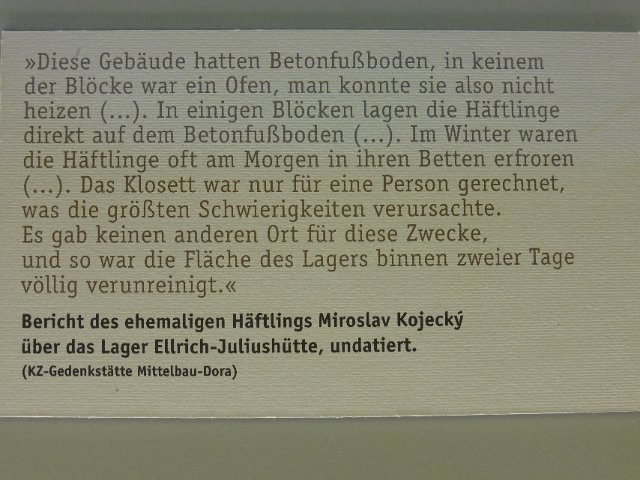 »Diese Gebäude hatten Betonfußboden, in keinem
der Blöcke war ein Ofen, man konnte sie also nicht
heizen (...). In einigen Blöcken lagen die Häftlinge
direkt auf dem Betonfußboden (...). Im Winter waren
die Häftlinge oft am Morgen in ihren Betten erfroren
(...). Das Klosett war nur für eine Person gerechnet,
was die größten Schwierigkeiten verursachte.
Es gab keinen anderen Ort für diese Zwecke,
und so war die Fläche des Lagers binnen zweier Tage
völlig verunreinigt.«
Bericht des ehemaligen Häftlings Miroslav Kojecký
über das Lager Ellrich-Juliushütte, undatiert.
(KZ-Gedenkstätte Mittelbau-Dora)